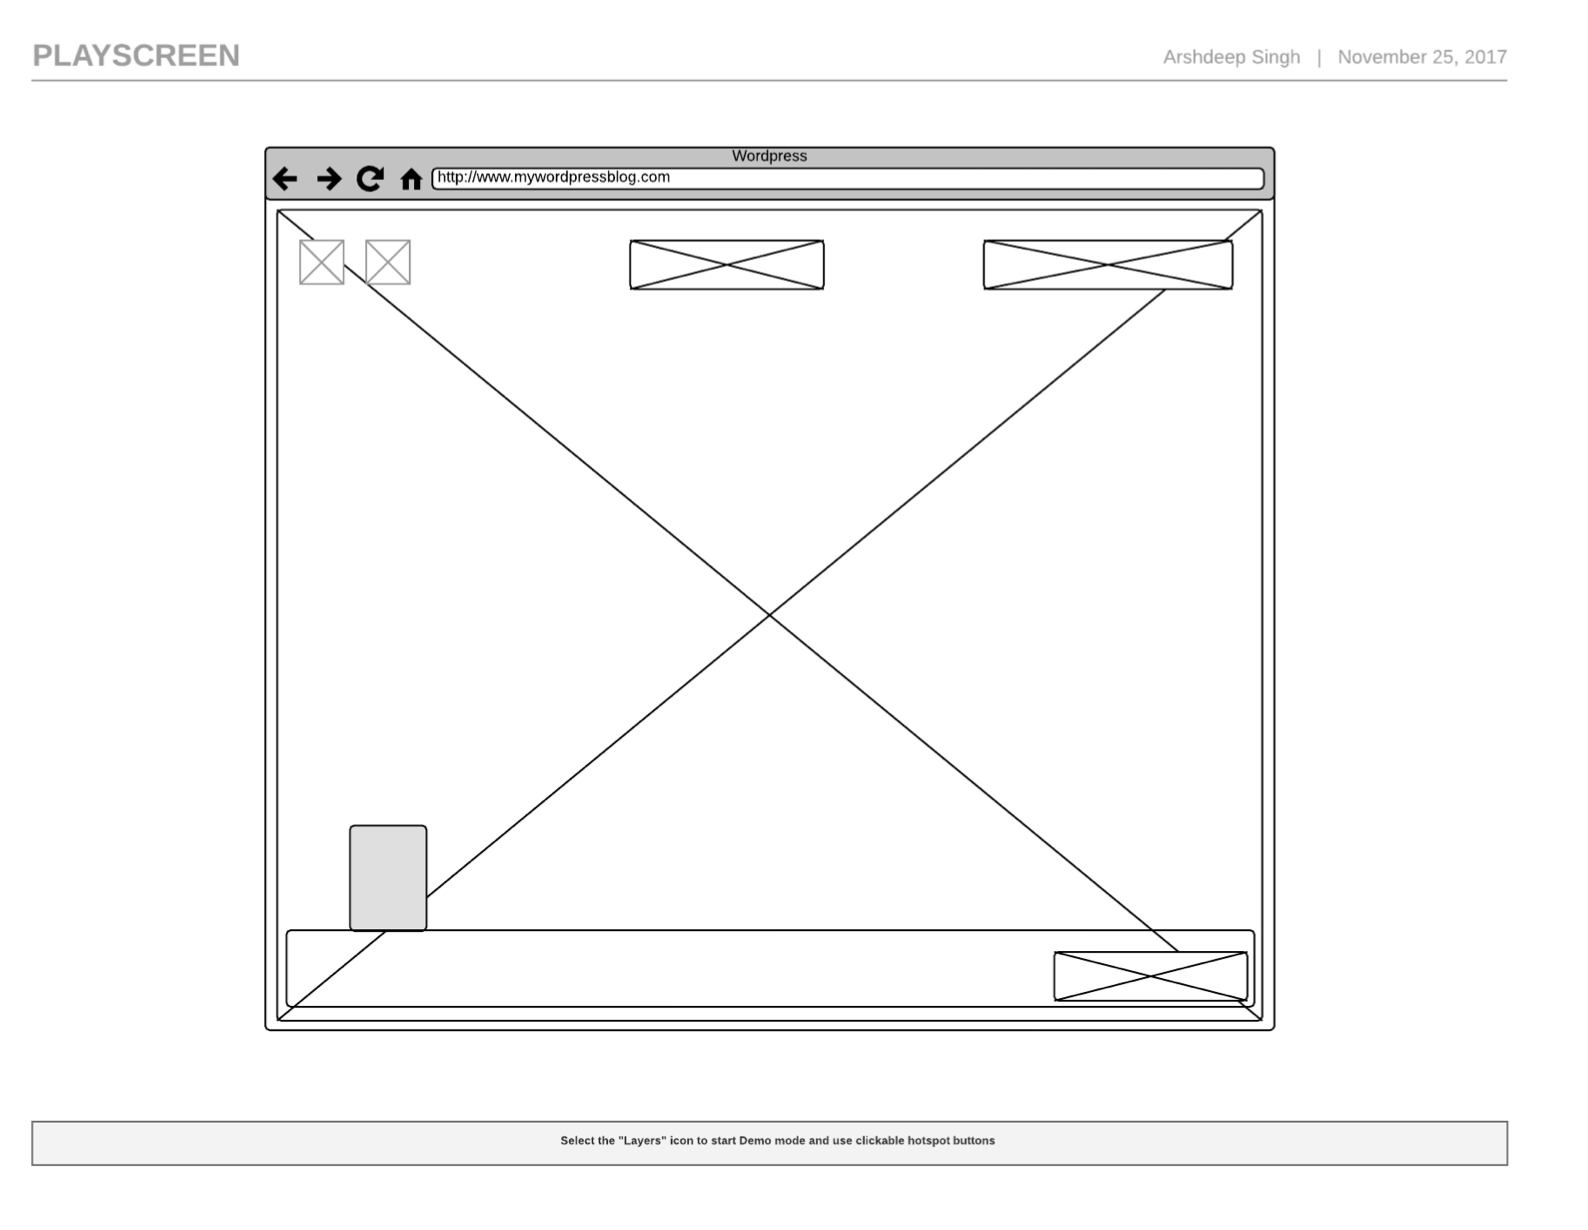 PLAYSCREEN
Arshdeep Singh | November 25, 2017
Wordpress
http://www.mywordpressblog.com
Select the "Layers" icon to start Demo mode and use clickable hotspot buttons